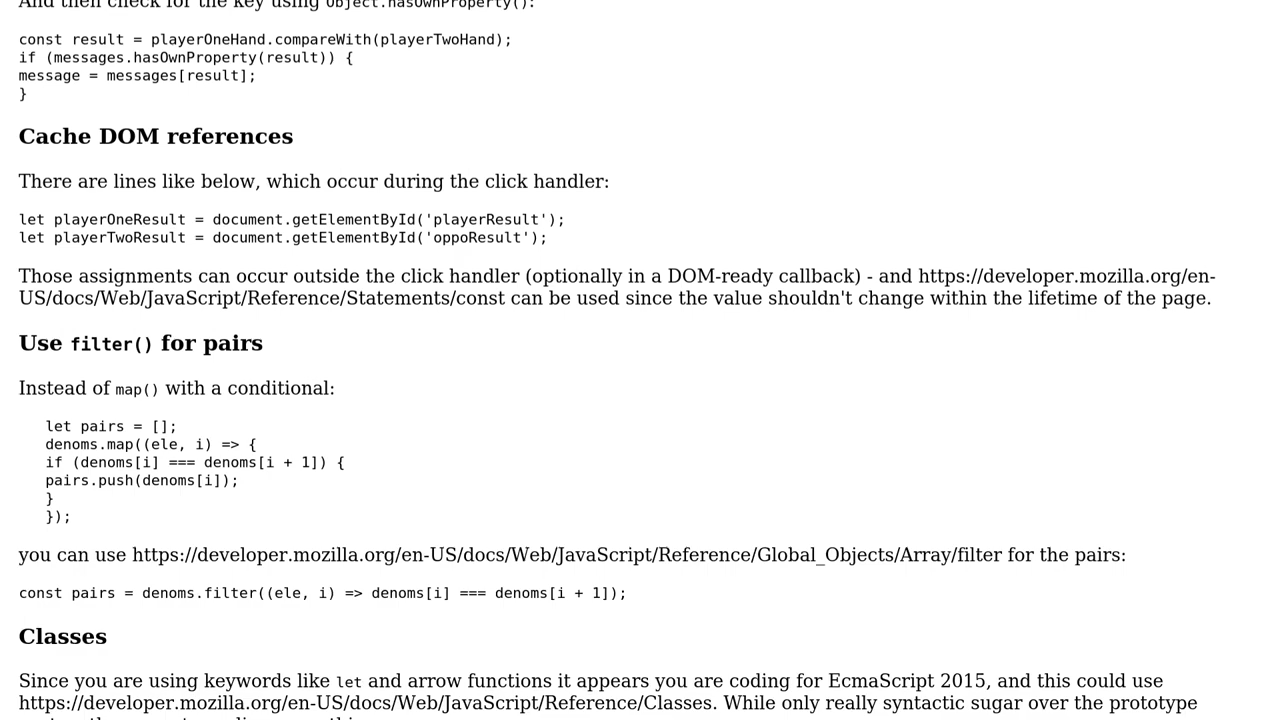 And then check for the key using Object.hasOwnProperty():
const result = playerOneHand.compareWith(playerTwoHand);
if (messages.hasOwnProperty(result)) {
message = messages[result];
}
Cache DOM references
There are lines like below, which occur during the click handler:
let playerOneResult = document.getElementById('playerResult');
let playerTwoResult = document.getElementById('oppoResult');
Those assignments can occur outside the click handler (optionally in a DOM-ready callback) - and https://developer.mozilla.org/en-
US/docs/Web/JavaScript/Reference/Statements/const can be used since the value shouldn't change within the lifetime of the page.
Use filter() for pairs
Instead of map() with a conditional:
let pairs = [];
denoms.map((ele, i) => {
if (denoms[i] === denoms[i + 1]) {
pairs.push(denoms[i]);
}
});
you can use https://developer.mozilla.org/en-US/docs/Web/JavaScript/Reference/Global_Objects/Array/filter for the pairs:
const pairs = denoms.filter((ele, i) => denoms[i] === denoms[i + 1]);
Classes
Since you are using keywords like let and arrow functions it appears you are coding for EcmaScript 2015, and this could use
https://developer.mozilla.org/en-US/docs/Web/JavaScript/Reference/Classes. While only really syntactic sugar over the prototype